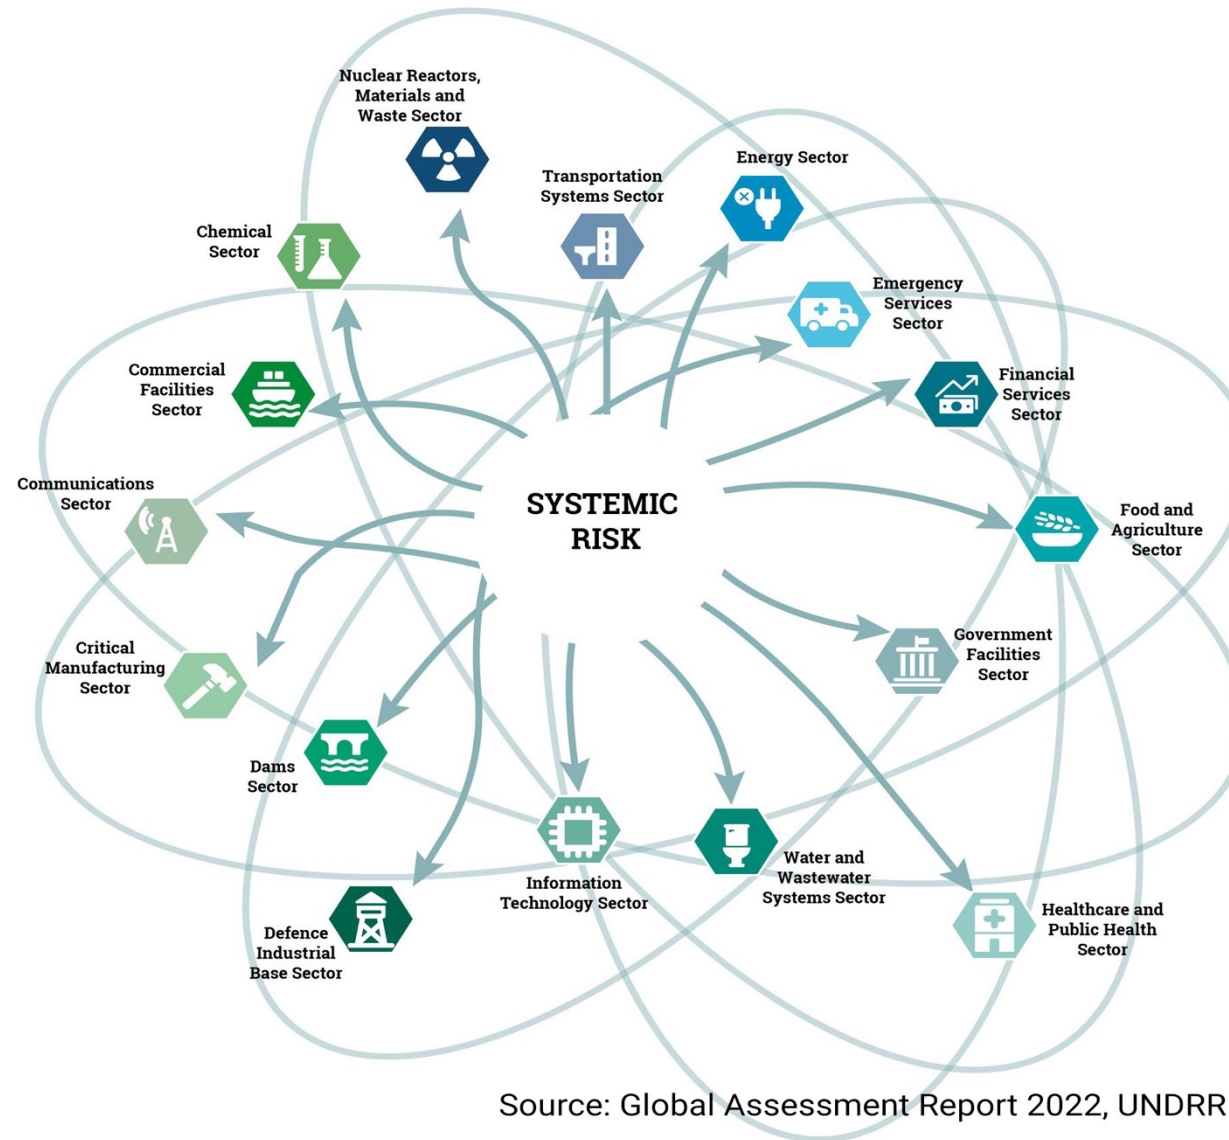 Nuclear Reactors,
Materials and
Waste Sector
Transportation
Systems Sector
Energy Sector
Chemical
Sector
Emergency
Services
Sector
Commercial
Facilities
Sector
Financial
Services
Sector
Communications
Sector
SYSTEMIC
RISK
Food and
Agriculture
Sector
Critical
Manufacturing
Sector
Government
Facilities
Sector
Dams
Sector
Information
Technology Sector
Water and
Wastewater
Systems Sector
Defence
Industrial
Base Sector
Healthcare and
Public Health
Sector
Source: Global Assessment Report 2022, UNDRR